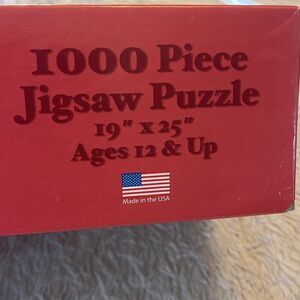 1000 Piece
Jigsaw Puzzle
19" x 25"
Ages 12 & Up
Made in the USA